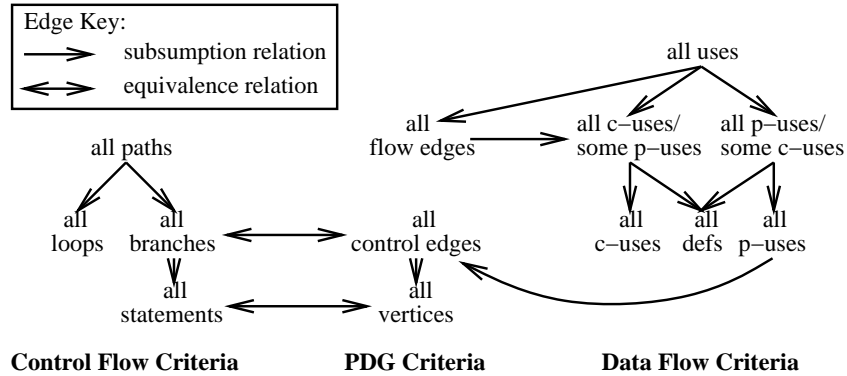 Edge Key:
subsumption relation
equivalence relation
all uses
all
flow edges
all c−uses/
some p−uses
all p−uses/
some c−uses
all paths
all
loops
all
branches
all
control edges
all
c−uses
all
defs
all
p−uses
all
statements
all
vertices
Control Flow Criteria
PDG Criteria
Data Flow Criteria